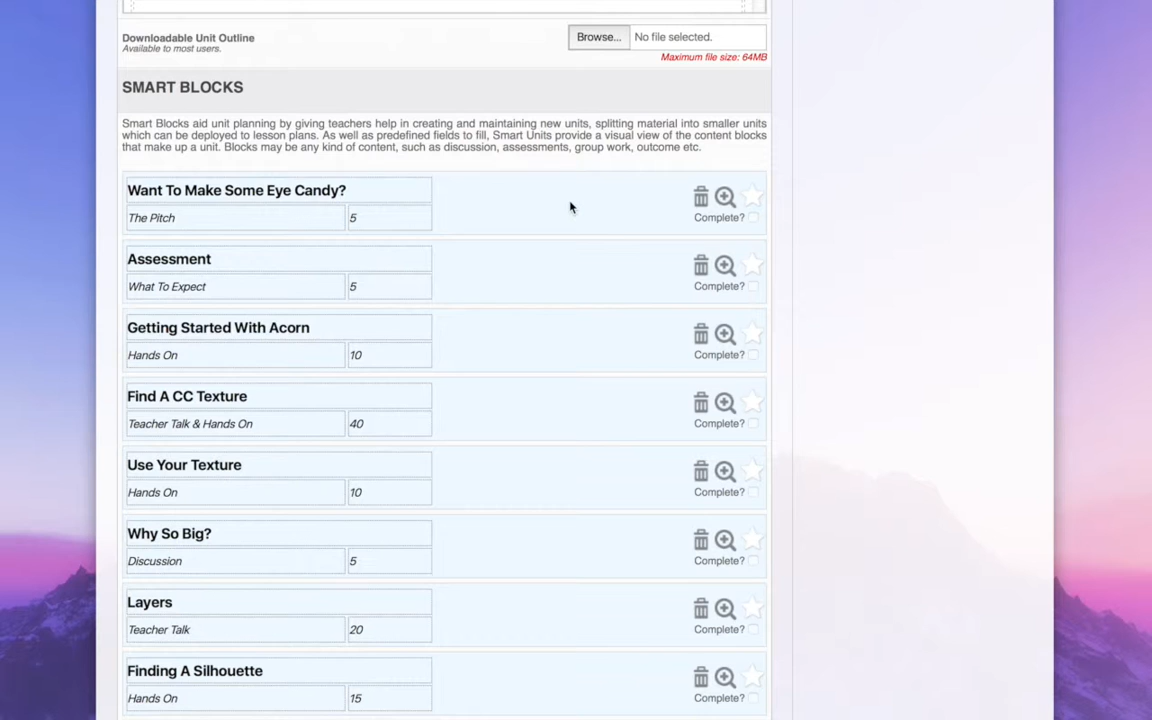 Downloadable Unit Outline
Available to most users.
Browse... No file selected.
Maximum file size: 64MB
SMART BLOCKS
Smart Blocks aid unit planning by giving teachers help in creating and maintaining new units, splitting material into smaller units
which can be deployed to lesson plans. As well as predefined fields to fill, Smart Units provide a visual view of the content blocks
that make up a unit. Blocks may be any kind of content, such as discussion, assessments, group work, outcome etc.
Want To Make Some Eye Candy?
The Pitch 5
Complete?
Assessment
What To Expect 5
Complete?
Getting Started With Acorn
Hands On 10
Complete?
Find A CC Texture
Teacher Talk & Hands On 40
Complete?
Use Your Texture
Hands On 10
Complete?
Why So Big?
Discussion 5
Complete?
Layers
Teacher Talk 20
Complete?
Finding A Silhouette
Hands On 15
Complete?